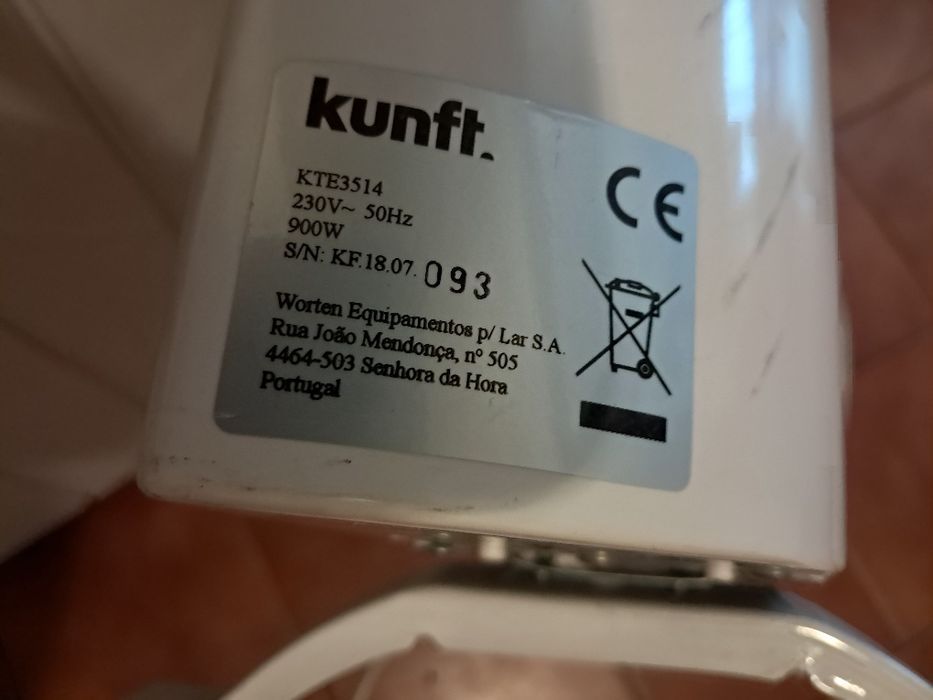 kunft.
KTE3514
230V~ 50Hz
900W
S/N: KF.18.07. 093
Worten Equipamentos p/ Lar S.A.
Rua João Mendonça, nº 505
4464-503 Senhora da Hora
Portugal
CE